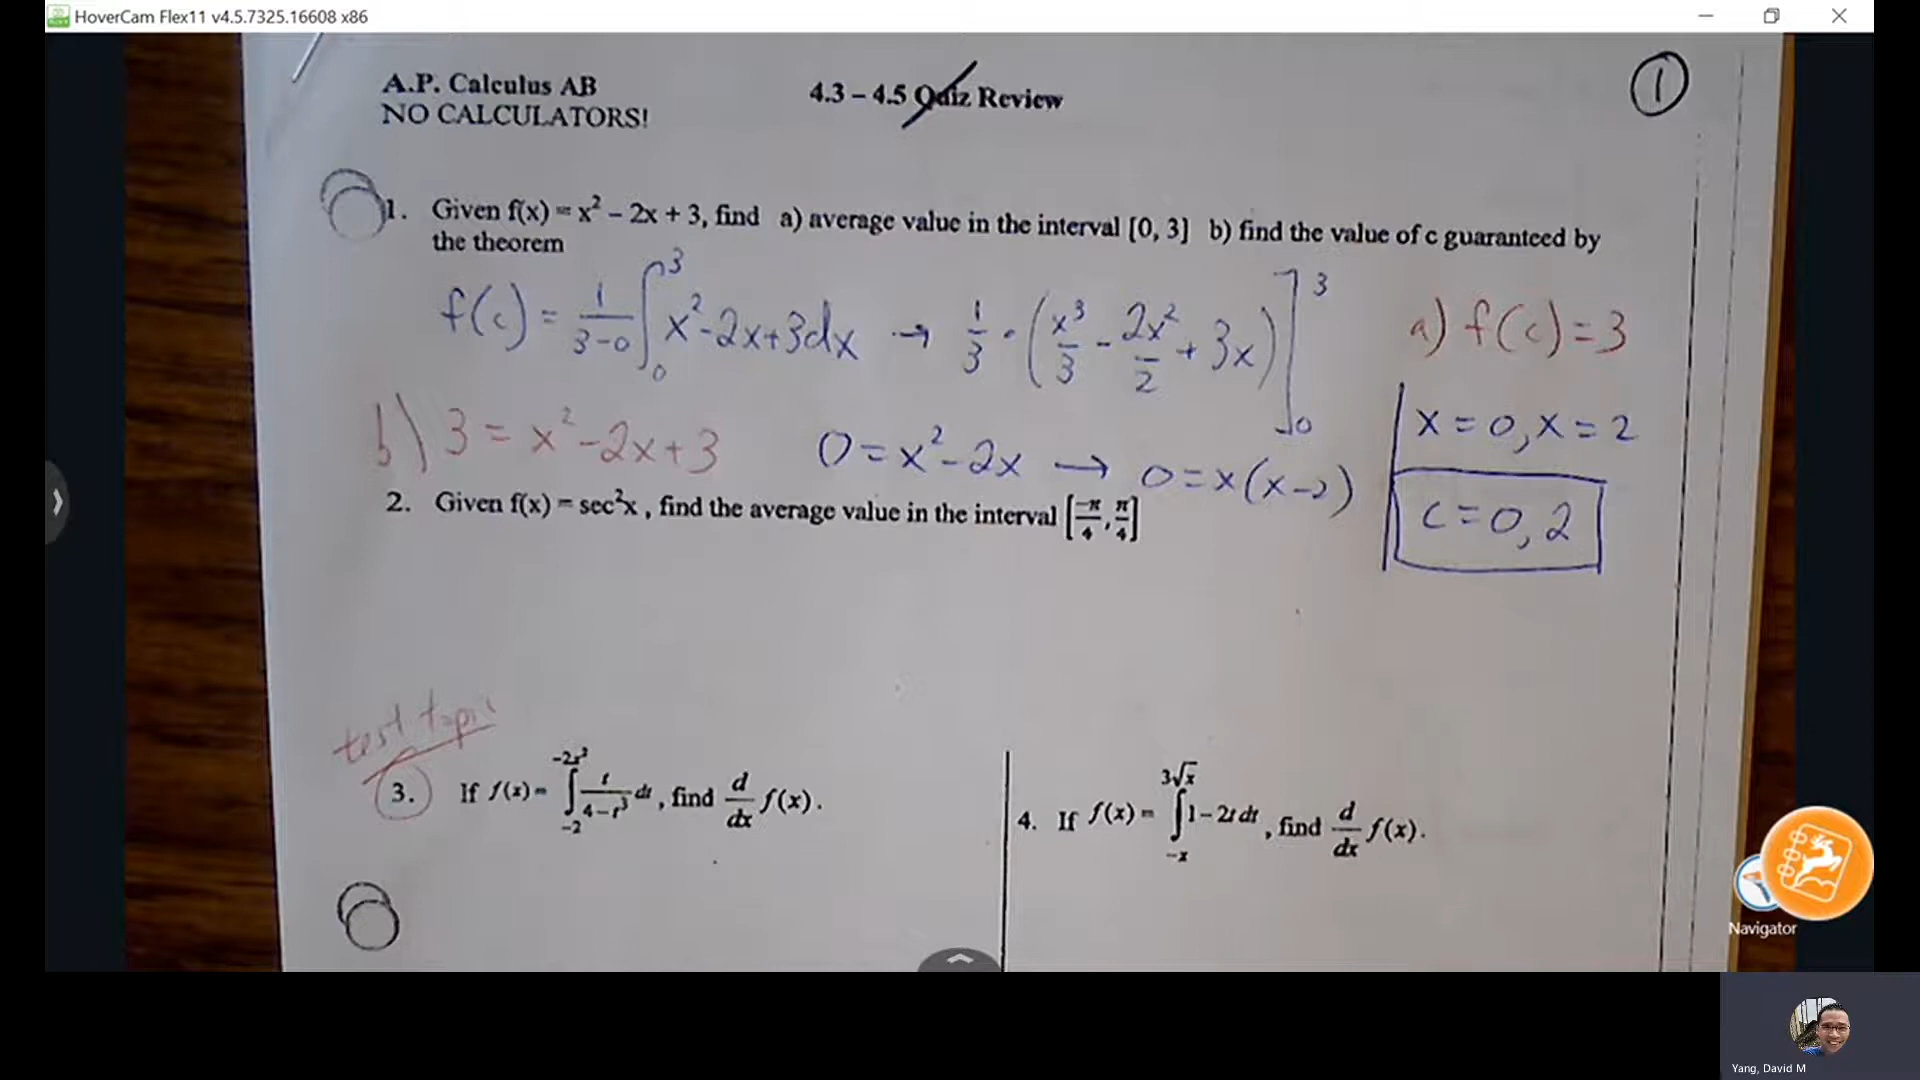 HoverCam Flex11 v4.5.7325.16608 x86
A.P. Calculus AB
4.3 – 4.5 Quiz Review
1
NO CALCULATORS!
1. Given f(x) = x² – 2x + 3, find a) average value in the interval [0, 3] b) find the value of c guaranteed by
the theorem
f(c) = 1/(3-0) ∫₀³ x²-2x+3dx → 1/3 · (x³/3 - 2x²/2 + 3x) ]₀³
a) f(c)=3
b) 3 = x²-2x+3
0 = x²-2x → 0=x(x-2)
x=0, x=2
c=0, 2
2. Given f(x) = sec²x , find the average value in the interval [-π/4, π/4]
test topic
3. If f(x) = ∫ t/(4-t³) dt , find d/dx f(x).
-2
4. If f(x) = ∫ 1-2t dt , find d/dx f(x).
3√x
-x
Navigator
Yang, David M